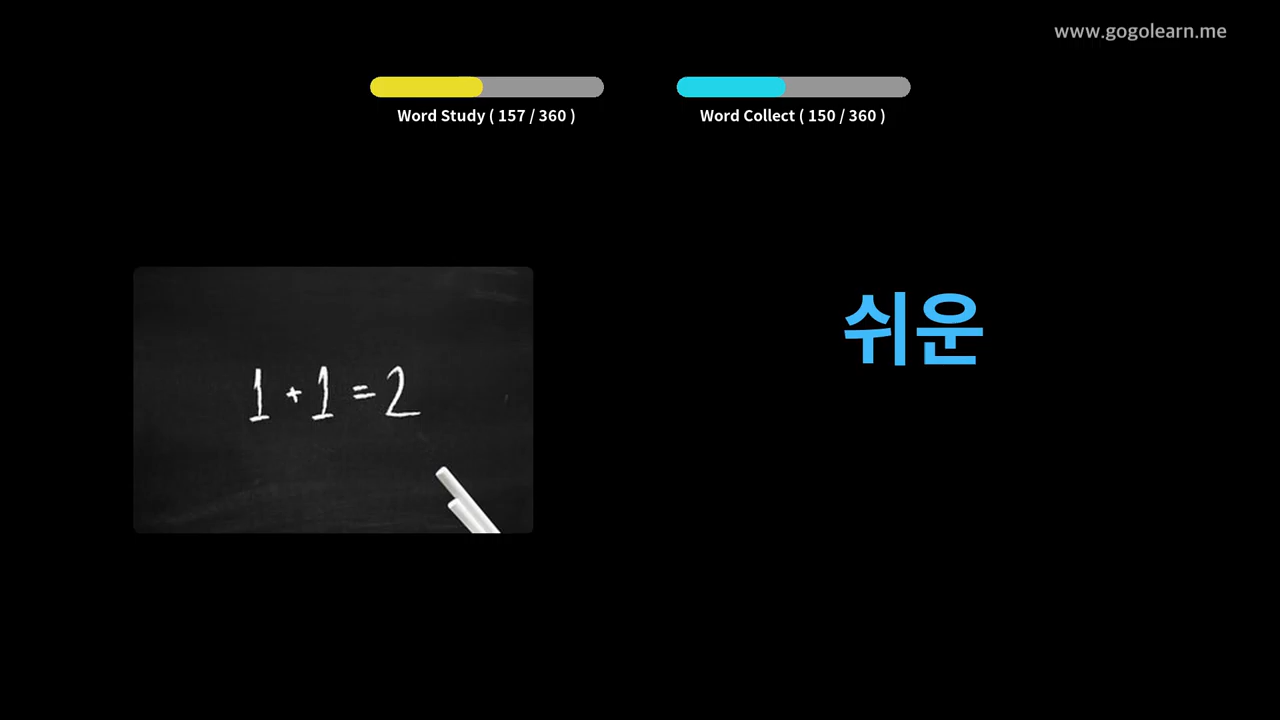 www.gogolearn.me
Word Study ( 157 / 360 )
Word Collect ( 150 / 360 )
1 + 1 = 2
쉬운